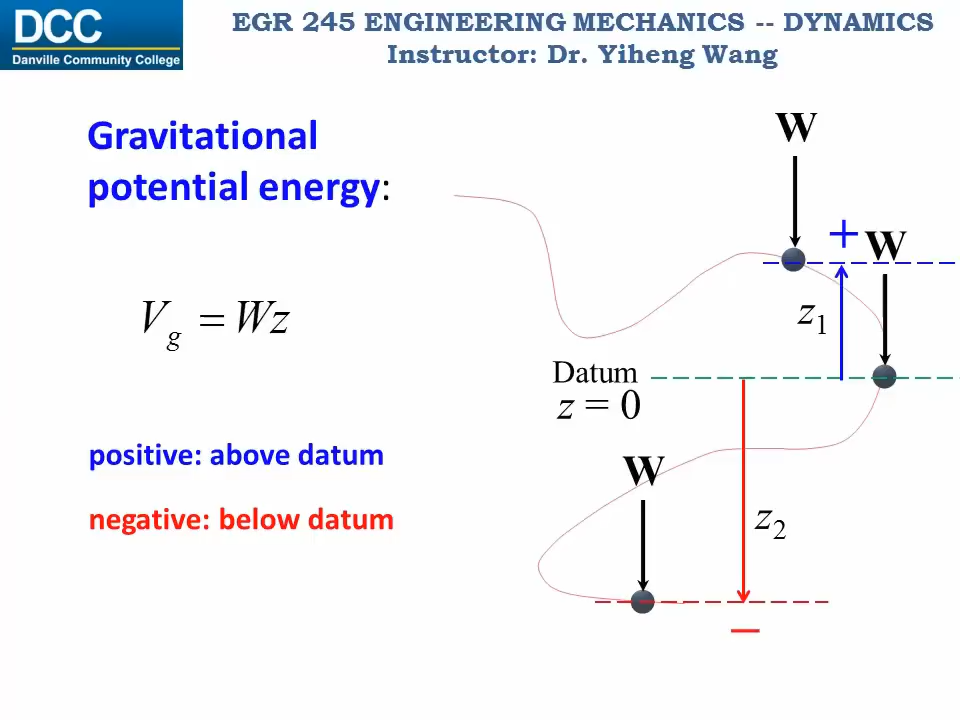 DCC
Danville Community College
EGR 245 ENGINEERING MECHANICS -- DYNAMICS
Instructor: Dr. Yiheng Wang
Gravitational
potential energy:
V_g = Wz
positive: above datum
negative: below datum
W
+
W
z_1
Datum
z = 0
W
z_2
–